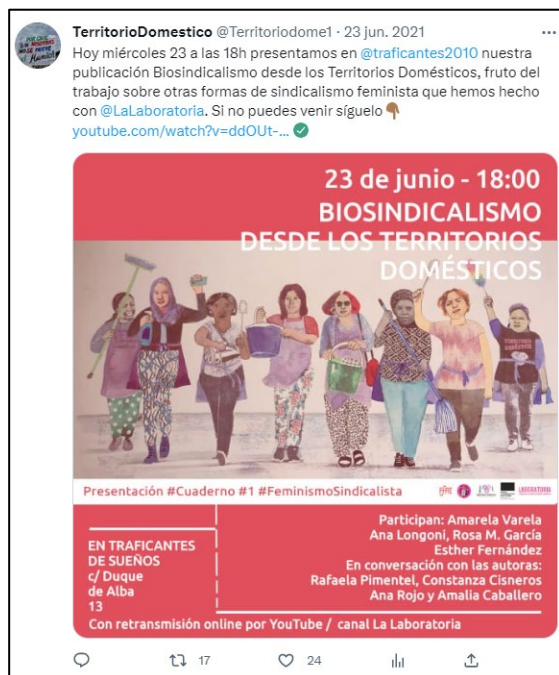 TerritorioDomestico @Territoriodome1 · 23 jun. 2021
Hoy miércoles 23 a las 18h presentamos en @traficantes2010 nuestra
publicación Biosindicalismo desde los Territorios Domésticos, fruto del
trabajo sobre otras formas de sindicalismo feminista que hemos hecho
con @LaLaboratoria. Si no puedes venir síguelo
youtube.com/watch?v=ddOUt-...
23 de junio - 18:00
BIOSINDICALISMO
DESDE LOS TERRITORIOS
DOMÉSTICOS
Presentación #Cuaderno #1 #FeminismoSindicalista
LABORATORIA
EN TRAFICANTES
DE SUEÑOS
c/ Duque
de Alba
13
Participan: Amarela Varela
Ana Longoni, Rosa M. García
Esther Fernández
En conversación con las autoras:
Rafaela Pimentel, Constanza Cisneros
Ana Rojo y Amalia Caballero
Con retransmisión online por YouTube / canal La Laboratoria
17
24